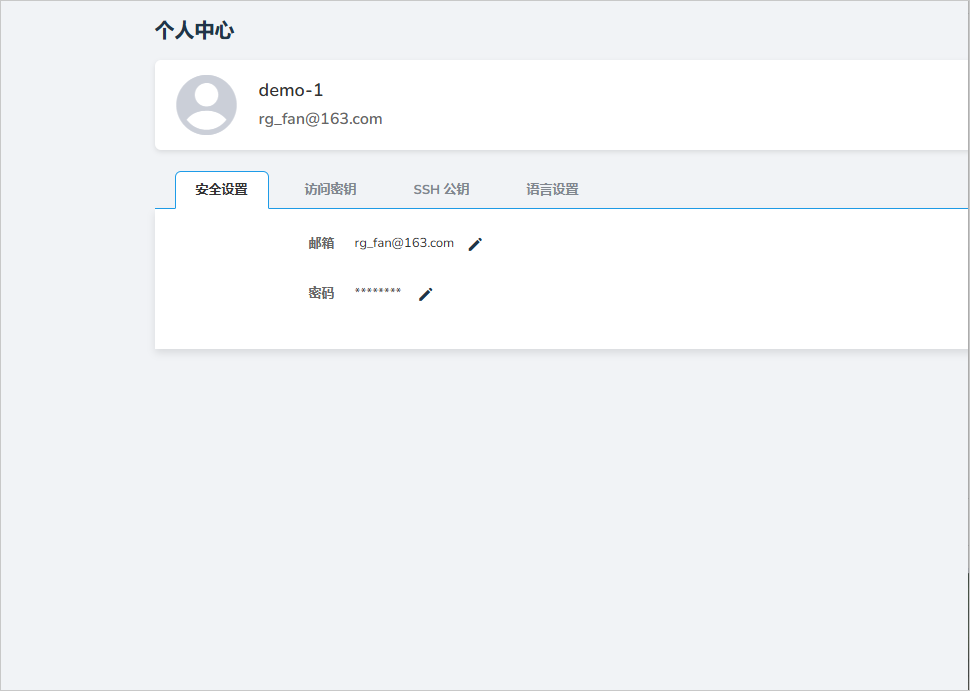 个人中心
demo-1
rg_fan@163.com
安全设置 访问密钥 SSH 公钥 语言设置
邮箱 rg_fan@163.com
密码 ********